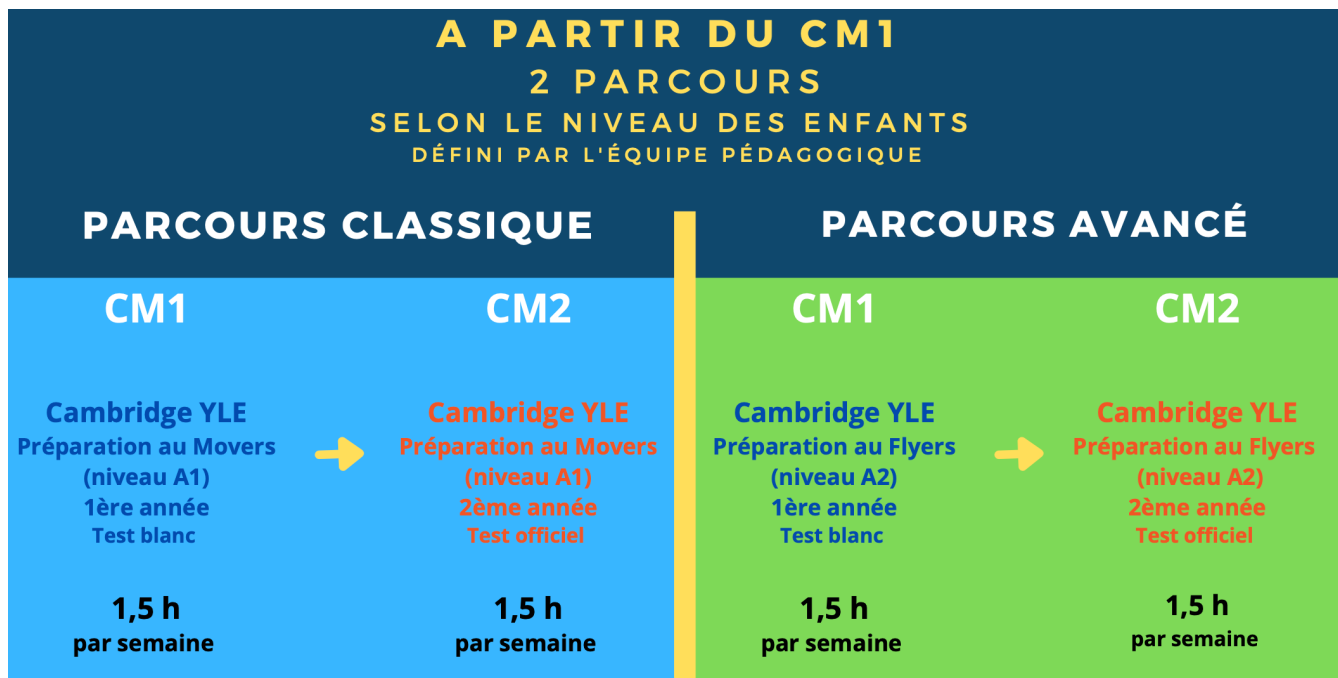 A PARTIR DU CM1
2 PARCOURS
SELON LE NIVEAU DES ENFANTS
DÉFINI PAR L'ÉQUIPE PÉDAGOGIQUE
PARCOURS CLASSIQUE
CM1
Cambridge YLE
Préparation au Movers
(niveau A1)
1ère année
Test blanc
1,5 h
par semaine
CM2
Cambridge YLE
Préparation au Movers
(niveau A1)
2ème année
Test officiel
1,5 h
par semaine
PARCOURS AVANCÉ
CM1
Cambridge YLE
Préparation au Flyers
(niveau A2)
1ère année
Test blanc
1,5 h
par semaine
CM2
Cambridge YLE
Préparation au Flyers
(niveau A2)
2ème année
Test officiel
1,5 h
par semaine